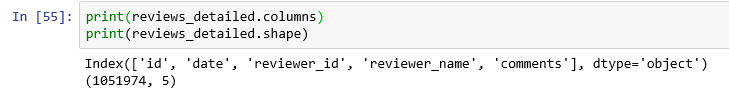 In [55]: print(reviews_detailed.columns)
print(reviews_detailed.shape)
Index(['id', 'date', 'reviewer_id', 'reviewer_name', 'comments'], dtype='object')
(1051974, 5)